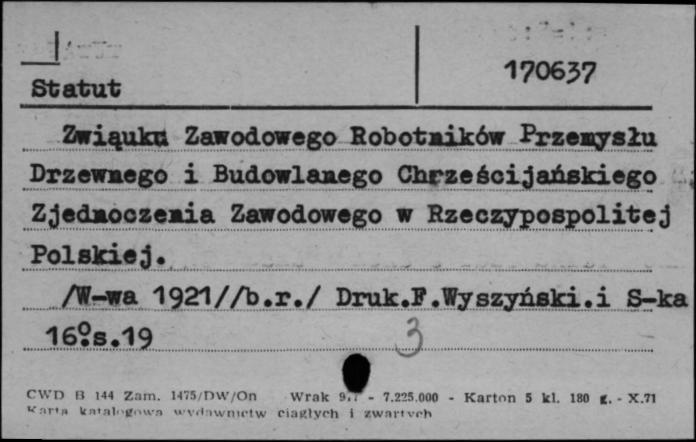 170637
Statut
Związku Zawodowego Robotników Przemysłu
Drzewnego i Budowlanego Chrześcijańskiego
Zjednoczenia Zawodowego w Rzeczypospolitej
Polskiej.
/W-wa 1921//b.r./ Druk.F.Wyszyński.i S-ka
16º.s.19
3
CWD B 144 Zam. 1475/DW/On Wrak - 7.225.000 - Karton 5 kl. 180 g. - X.71
Karta katalogowa wydawnictw ciągłych i zwartych